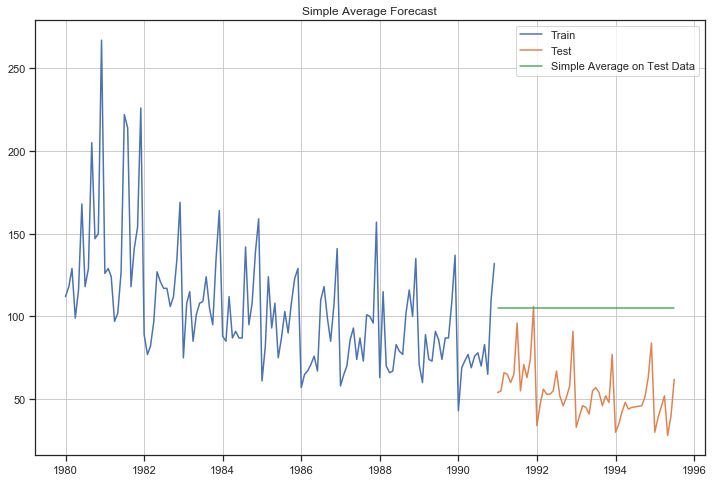 Simple Average Forecast
Train
Test
Simple Average on Test Data
250
200
150
100
50
1980 1982 1984 1986 1988 1990 1992 1994 1996